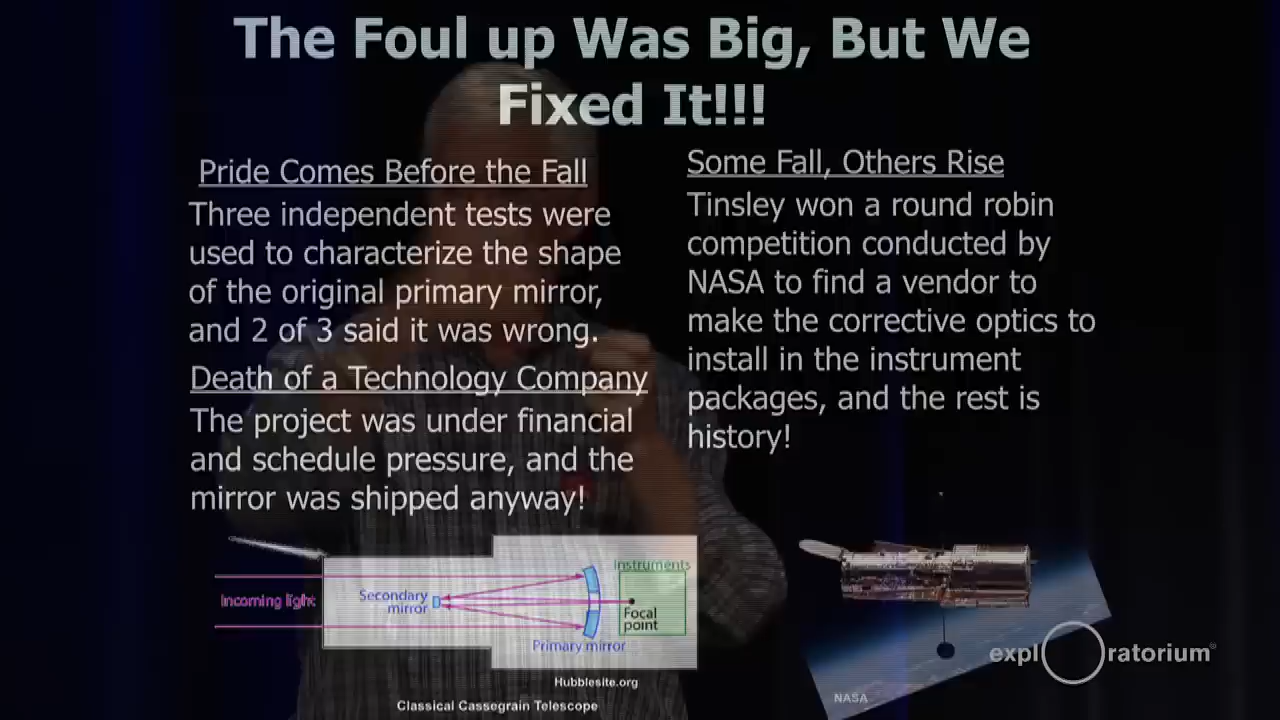 The Foul up Was Big, But We
Fixed It!!!
Pride Comes Before the Fall
Three independent tests were
used to characterize the shape
of the original primary mirror,
and 2 of 3 said it was wrong.
Death of a Technology Company
The project was under financial
and schedule pressure, and the
mirror was shipped anyway!
Some Fall, Others Rise
Tinsley won a round robin
competition conducted by
NASA to find a vendor to
make the corrective optics to
install in the instrument
packages, and the rest is
history!
Incoming light
Secondary
mirror
Instruments
Focal
point
Primary mirror
Hubblesite.org
Classical Cassegrain Telescope
NASA
expl ratorium®